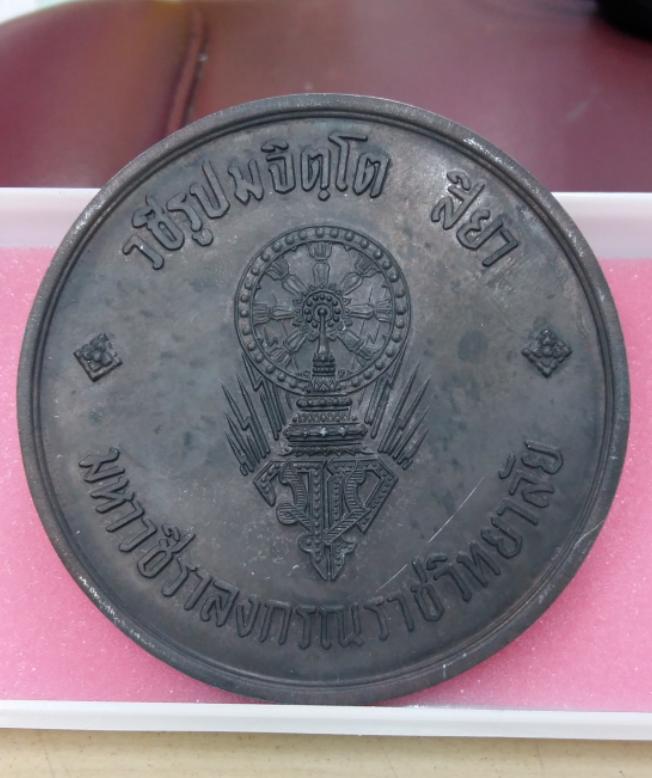 วชีรูปมจิตฺโต สียา
มหาวชิราลงกรณราชวิทยาลัย